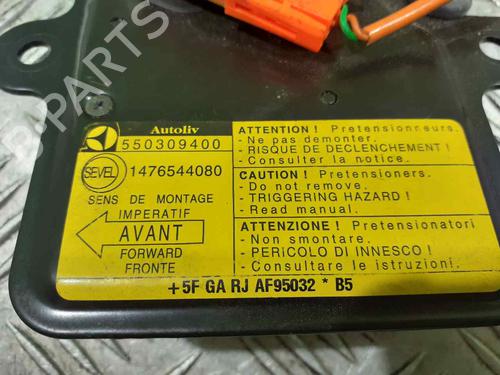 B-PARTS
Autoliv
550309400
SEVEL 1476544080
SENS DE MONTAGE
IMPERATIF
AVANT
FORWARD
FRONTE
ATTENTION ! Pretensionneurs.
- Ne pas demonter.
- RISQUE DE DECLENCHEMENT !
- Consulter la notice.
CAUTION ! Pretensioners.
- Do not remove.
- TRIGGERING HAZARD !
- Read manual.
ATTENZIONE ! Pretensionatori
- Non smontare.
- PERICOLO DI INNESCO !
- Consultare le istruzioni.
+5F GA RJ AF95032 * B5